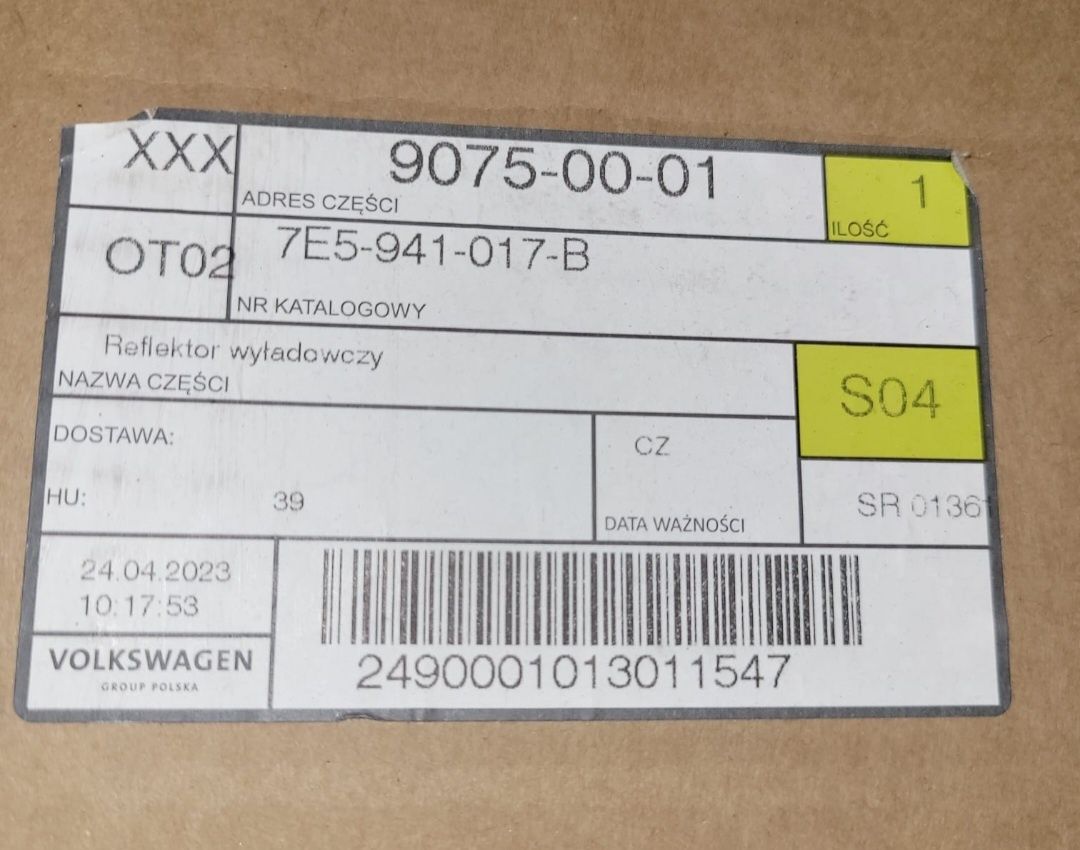 XXX
9075-00-01
ADRES CZĘŚCI
1
ILOŚĆ
OT02
7E5-941-017-B
NR KATALOGOWY
Reflektor wyładowczy
NAZWA CZĘŚCI
S04
DOSTAWA:
HU: 39
CZ
DATA WAŻNOŚCI
SR 01361
24.04.2023
10:17:53
VOLKSWAGEN
GROUP POLSKA
2490001013011547